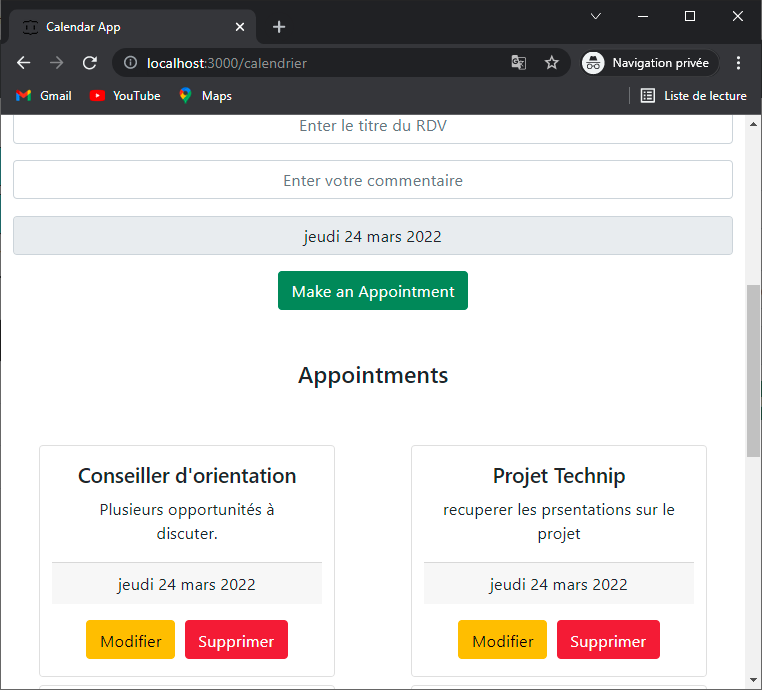 Calendar App
localhost:3000/calendrier
Navigation privée
Gmail
YouTube
Maps
Liste de lecture
Enter le titre du RDV
Enter votre commentaire
jeudi 24 mars 2022
Make an Appointment
Appointments
Conseiller d'orientation
Plusieurs opportunités à
discuter.
jeudi 24 mars 2022
Modifier Supprimer
Projet Technip
recuperer les prsentations sur le
projet
jeudi 24 mars 2022
Modifier Supprimer